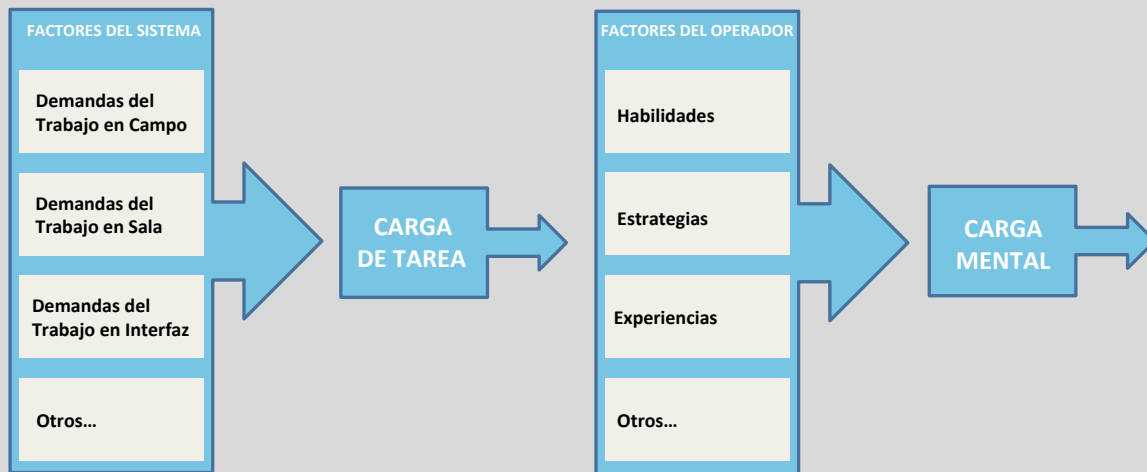 FACTORES DEL SISTEMA
Demandas del
Trabajo en Campo
Demandas del
Trabajo en Sala
Demandas del
Trabajo en Interfaz
Otros…
CARGA
DE TAREA
FACTORES DEL OPERADOR
Habilidades
Estrategias
Experiencias
Otros…
CARGA
MENTAL